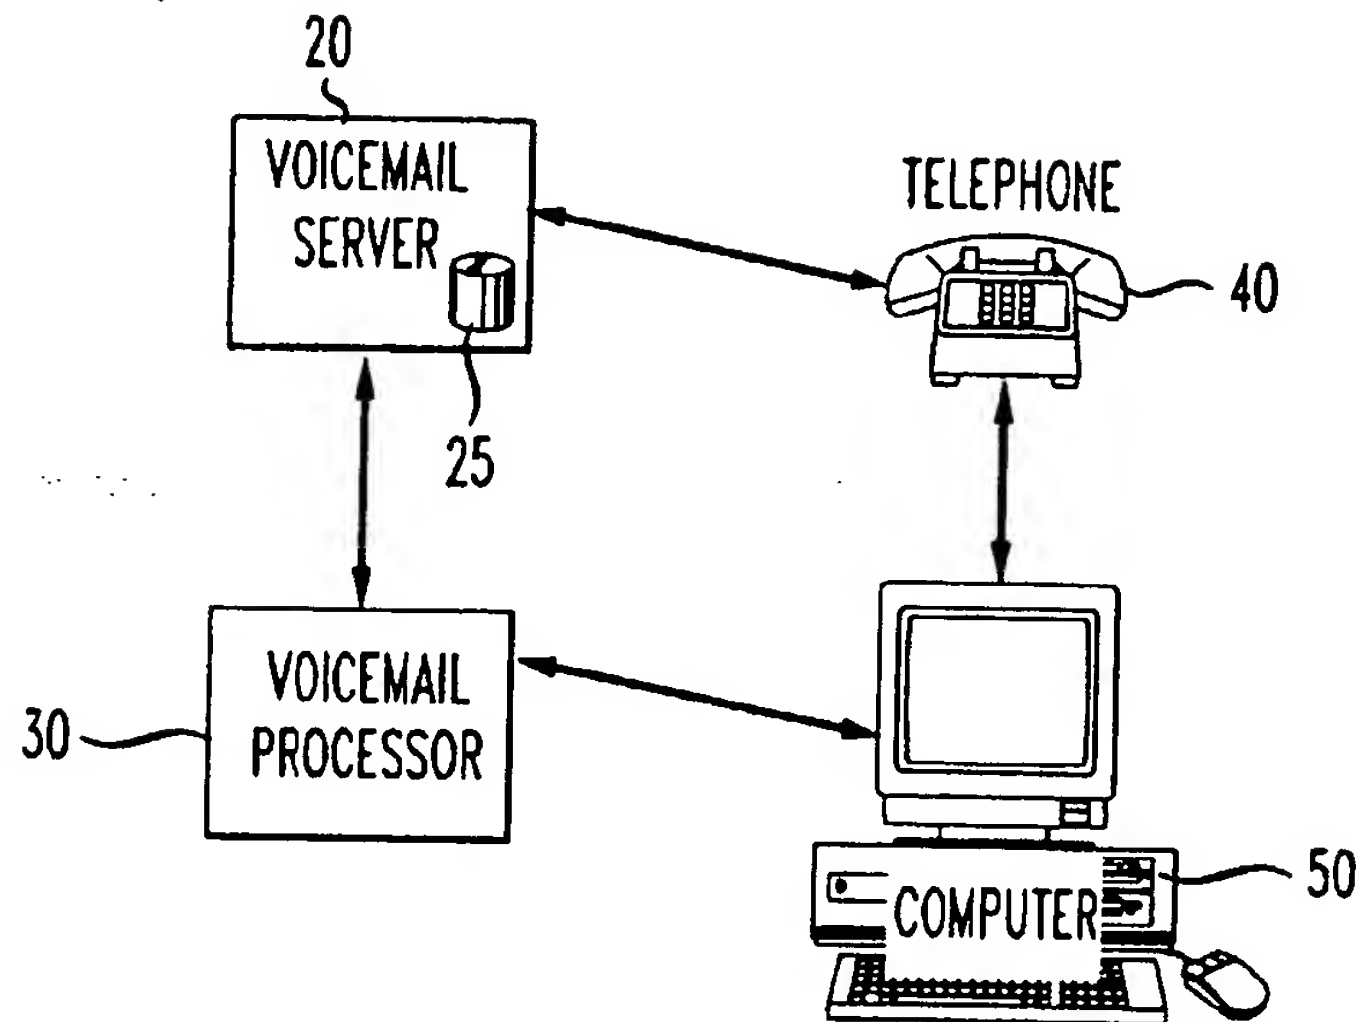 20
VOICEMAIL
SERVER
25
TELEPHONE
40
30
VOICEMAIL
PROCESSOR
COMPUTER
50